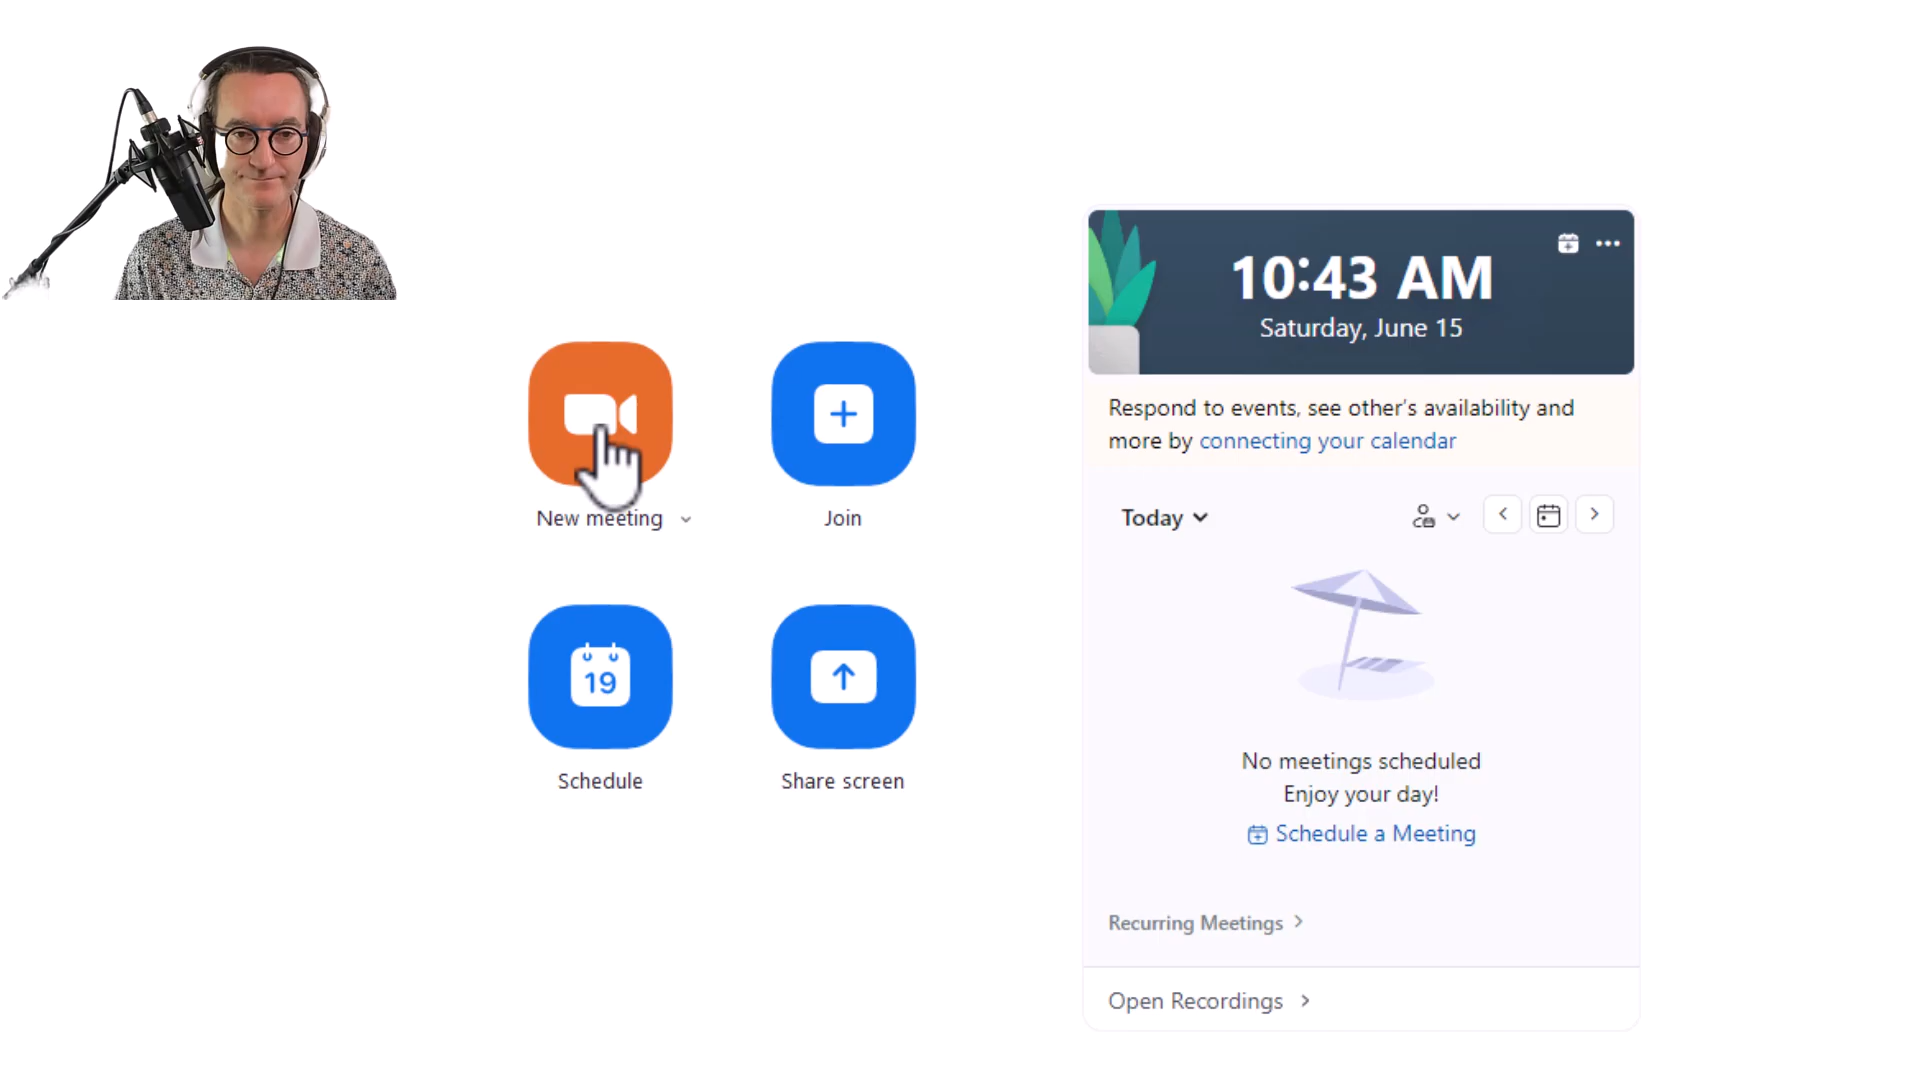 10:43 AM
Saturday, June 15
Respond to events, see other's availability and
more by connecting your calendar
New meeting
Join
Today
19
Schedule
Share screen
No meetings scheduled
Enjoy your day!
Schedule a Meeting
Recurring Meetings
Open Recordings